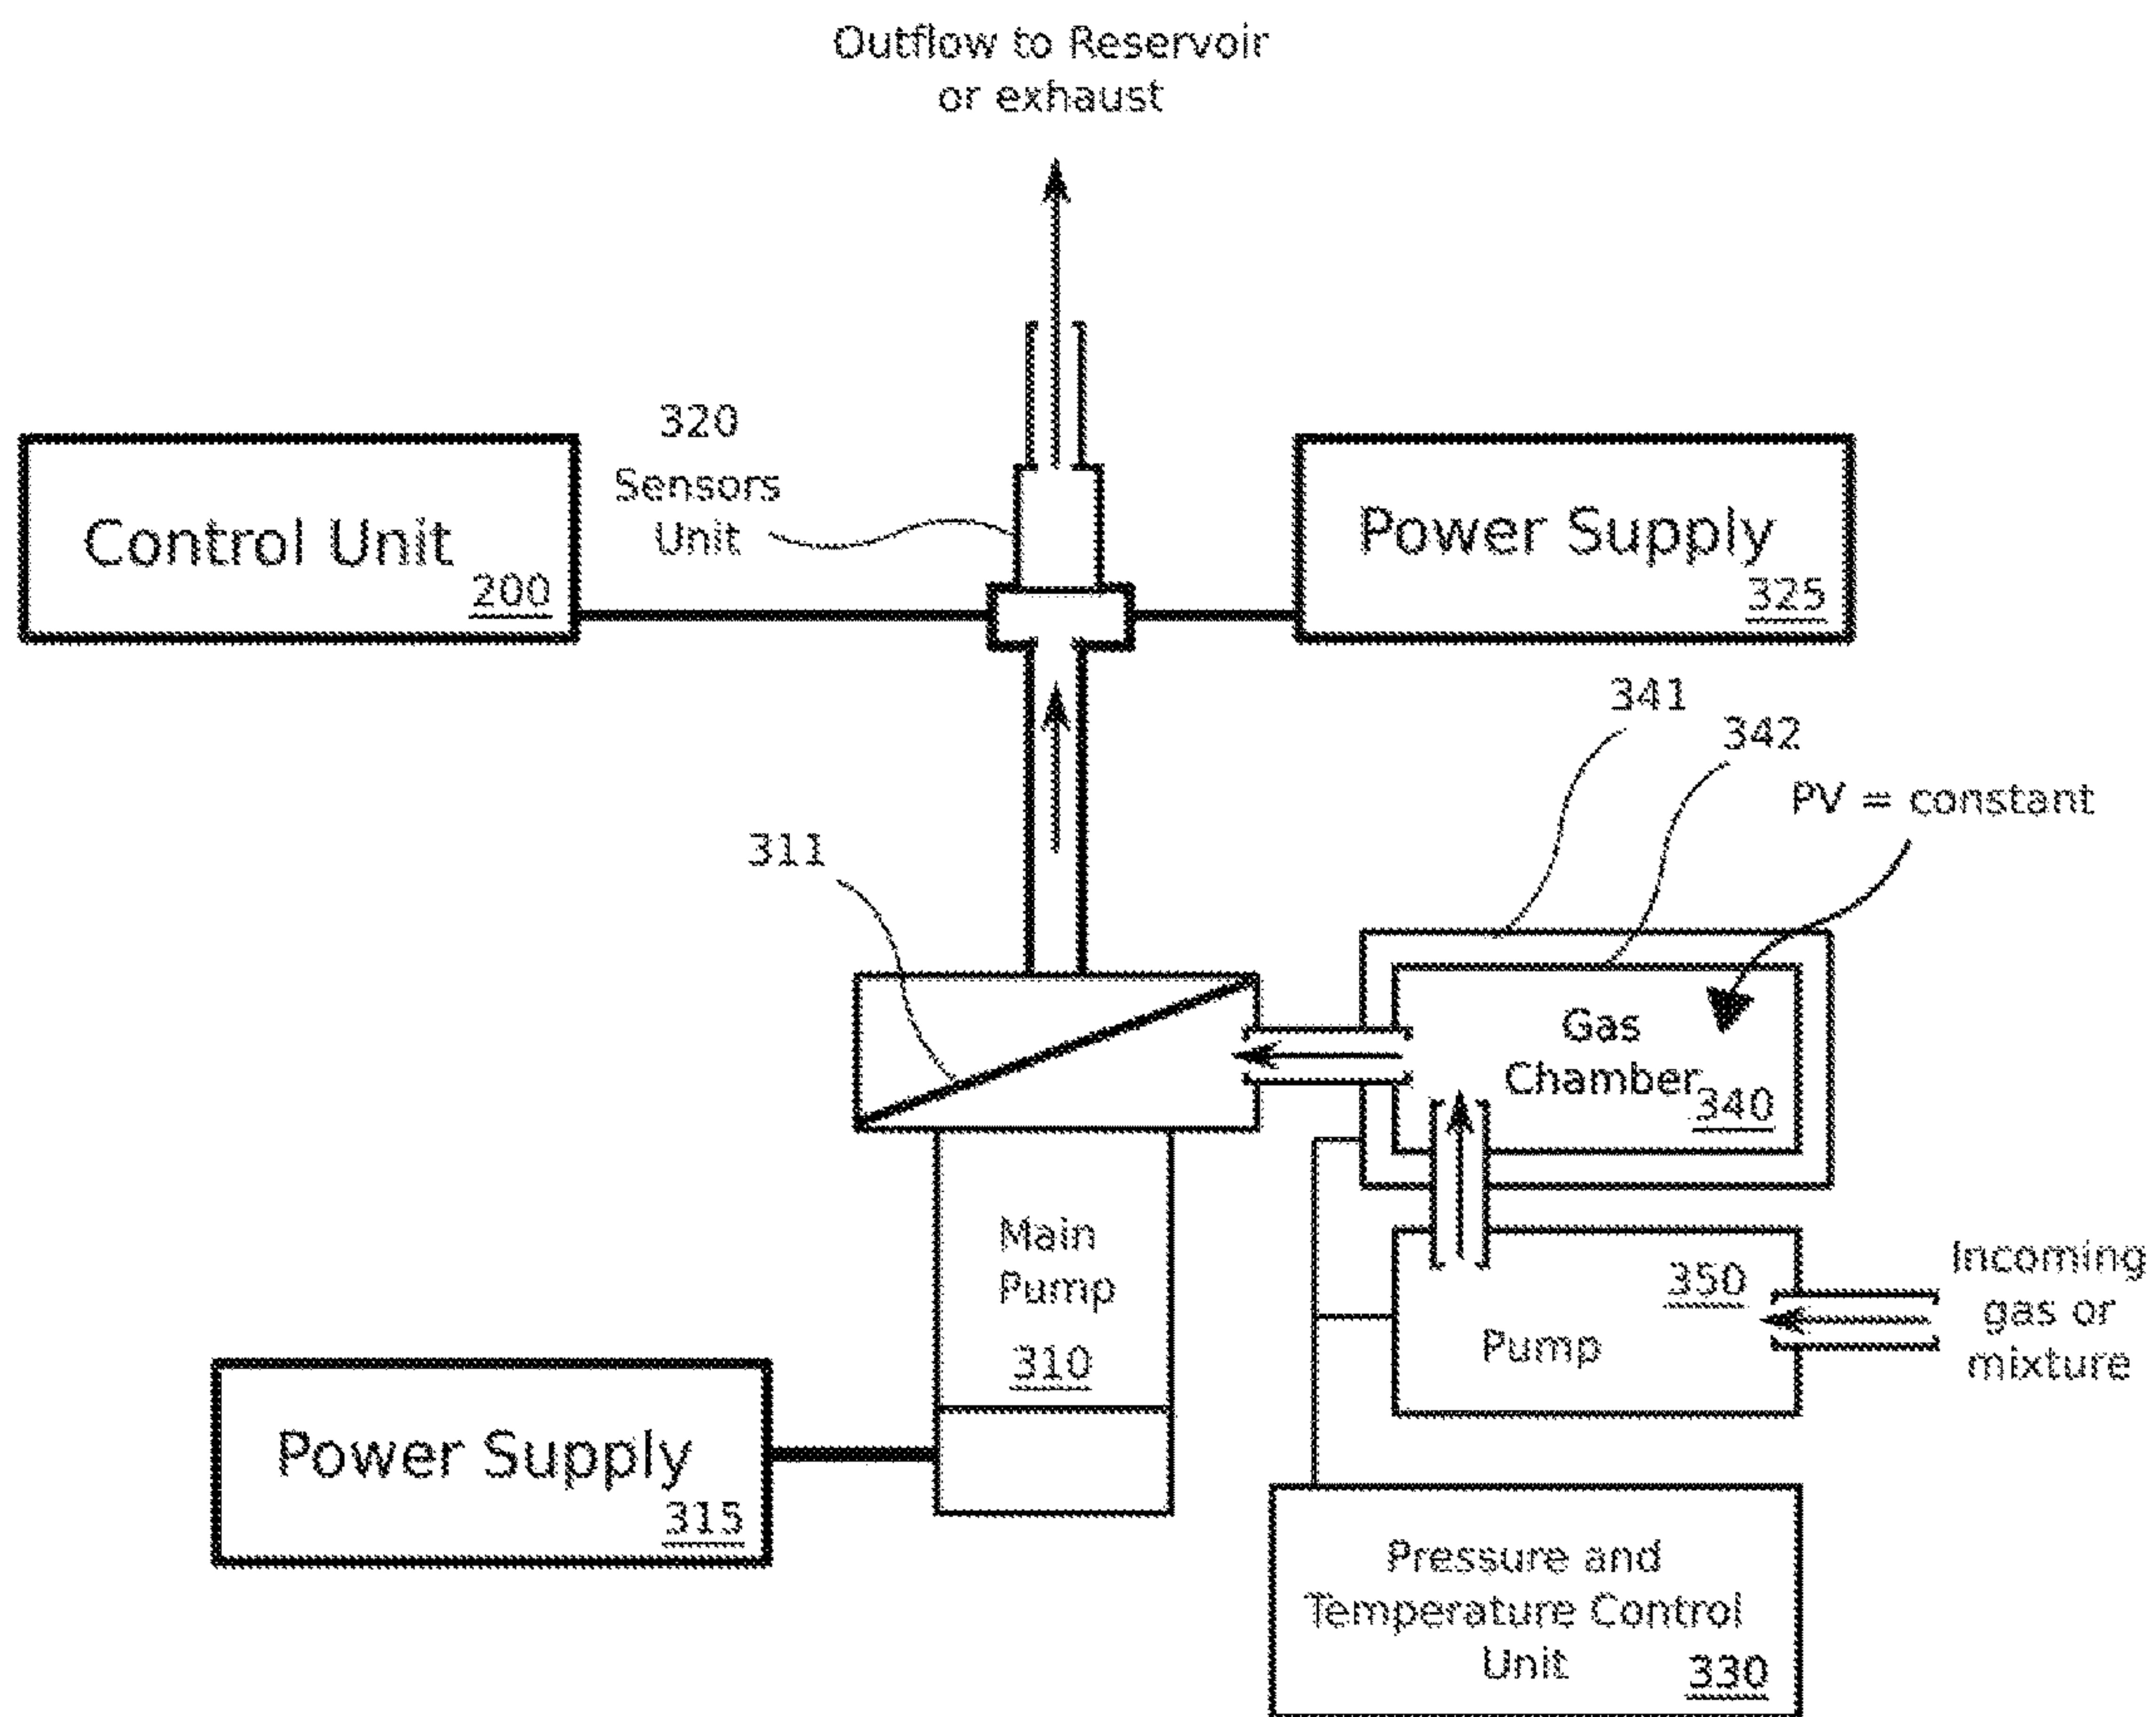 Outflow to Reservoir
or exhaust
320
Sensors
Unit
Control Unit
200
Power Supply
325
341
342
PV = constant
311
Gas
Chamber
340
Main
Pump
310
350
Pump
Incoming
gas or
mixture
Power Supply
315
Pressure and
Temperature Control
Unit
330